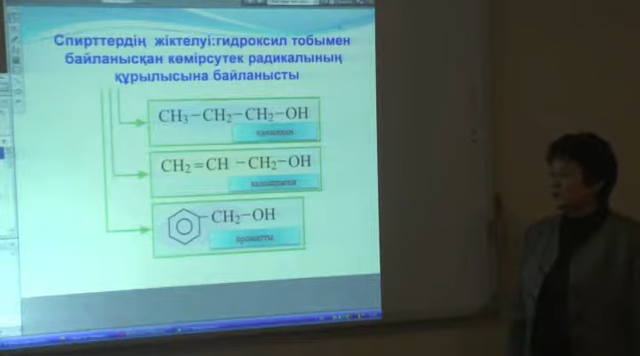 Спирттердің жіктелуі:гидроксил тобымен
байланысқан көмірсутек радикалының
құрылысына байланысты
CH₃−CH₂−CH₂−OH
қаныққан
CH₂=CH −CH₂−OH
қанықпаған
−CH₂−OH
ароматты